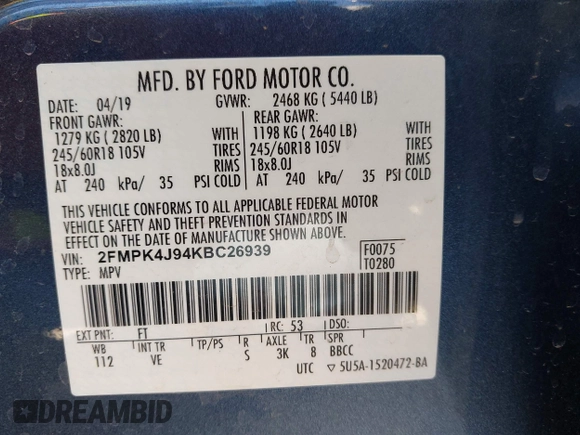 MFD. BY FORD MOTOR CO.
DATE: 04/19 GVWR: 2468 KG ( 5440 LB)
FRONT GAWR: REAR GAWR:
1279 KG ( 2820 LB) WITH 1198 KG ( 2640 LB) WITH
245/60R18 105V TIRES 245/60R18 105V TIRES
18x8.0J RIMS 18x8.0J RIMS
AT 240 kPa/ 35 PSI COLD AT 240 kPa/ 35 PSI COLD
THIS VEHICLE CONFORMS TO ALL APPLICABLE FEDERAL MOTOR
VEHICLE SAFETY AND THEFT PREVENTION STANDARDS IN
EFFECT ON THE DATE OF MANUFACTURE SHOWN ABOVE.
VIN: 2FMPK4J94KBC26939 F0075
TYPE: MPV T0280
EXT PNT: FT RC: 53 DSO:
WB INT TR TP/PS R AXLE TR SPR
112 VE S 3K 8 BBCC
UTC ▽ 5U5A-1520472-BA
DREAMBID